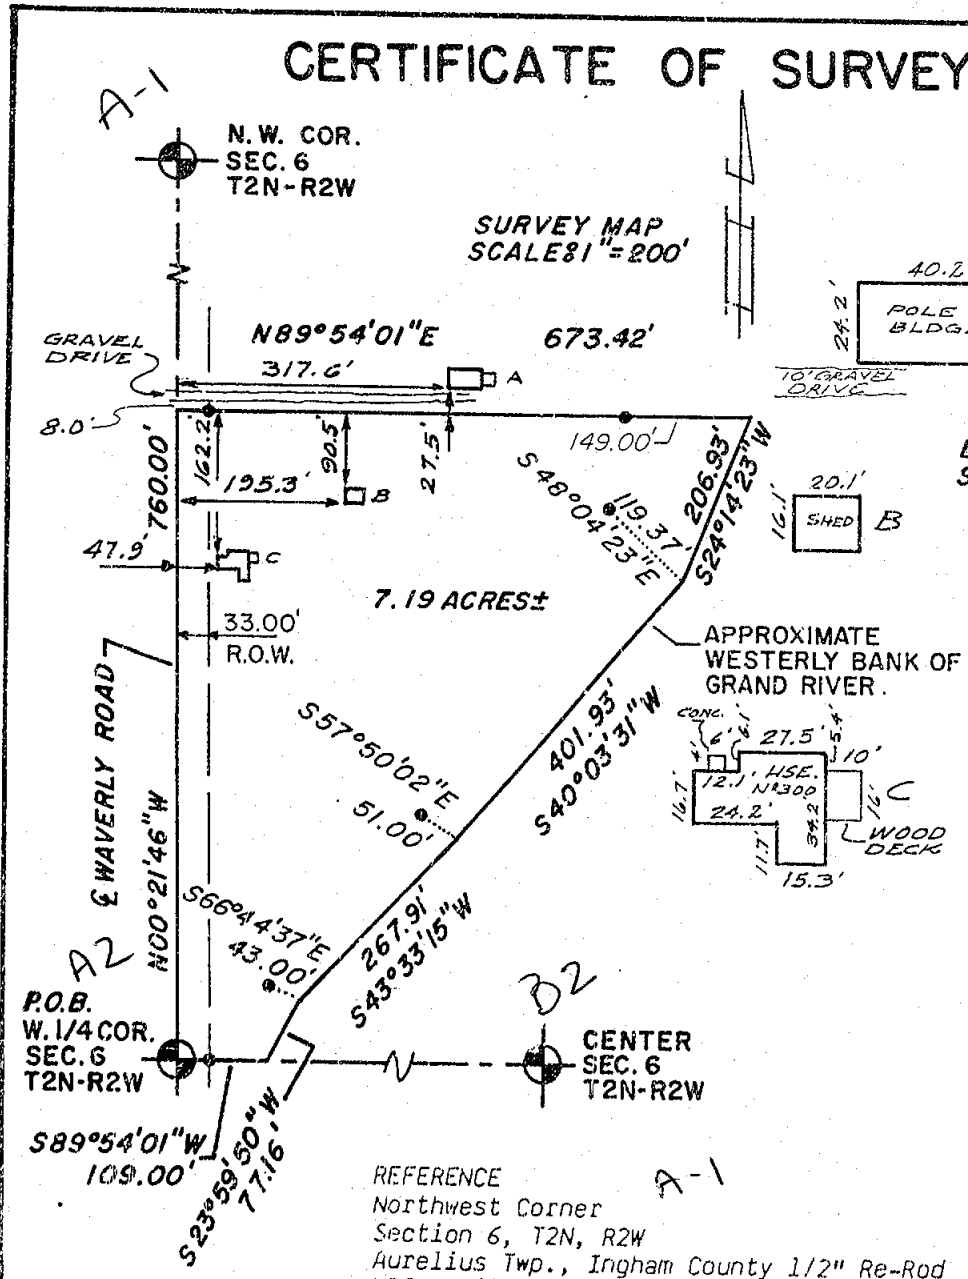 CERTIFICATE OF SURVEY
A-1
N.W. COR.
SEC. 6
T2N-R2W
SURVEY MAP
SCALE: 1"=200'
40.2
24.2'
POLE
BLDG.
10' GRAVEL
DRIVE
GRAVEL
DRIVE
N89°54'01"E
673.42'
317.6'
A
8.0'
149.00'
760.00'
162.2'
90.5'
27.5'
195.3'
B
47.9'
C
S48°04'23"E
119.37'
206.93'
S24°14'23"W
20.1'
16.1'
SHED
B
7.19 ACRES±
33.00'
R.O.W.
APPROXIMATE
WESTERLY BANK OF
GRAND RIVER.
℄ WAVERLY ROAD
N00°21'46"W
S57°50'02"E
51.00'
401.93'
S40°03'31"W
CONC.
4'
6'
6.1'
27.5'
5.4'
10'
16.7'
12.1'
HSE.
Nº300
24.2'
34.2
16'
C
11.7'
15.3'
WOOD
DECK
S66°44'37"E
43.00'
267.91'
S43°33'15"W
A2
P.O.B.
W. 1/4 COR.
SEC. 6
T2N-R2W
B2
CENTER
SEC. 6
T2N-R2W
S89°54'01"W
109.00'
S23°59'50"W
77.16'
A-1
REFERENCE
Northwest Corner
Section 6, T2N, R2W
Aurelius Twp., Ingham County 1/2" Re-Rod